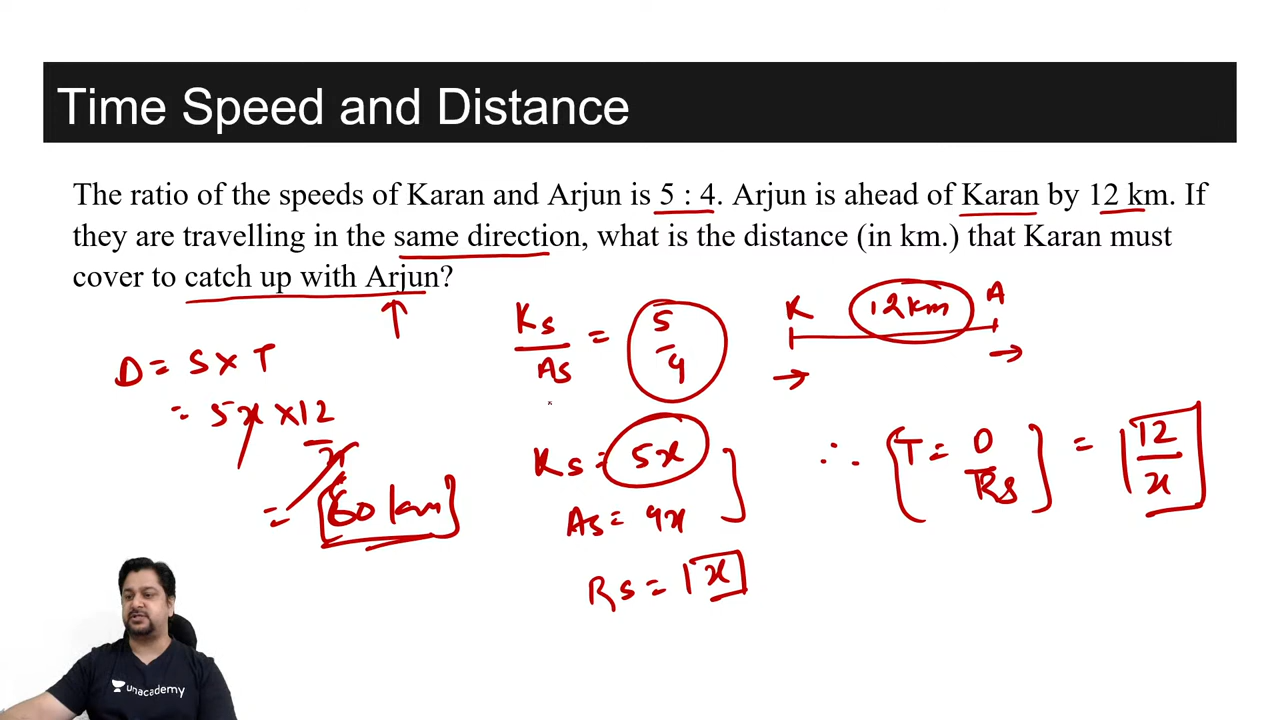 Time Speed and Distance
The ratio of the speeds of Karan and Arjun is 5 : 4. Arjun is ahead of Karan by 12 km. If
they are travelling in the same direction, what is the distance (in km.) that Karan must
cover to catch up with Arjun?
D = S x T
= 5x x 12/x
= 60 km
Ks/As = 5/4
Ks = 5x
As = 4x
Rs = x
K 12km A
∴ T = D/Rs = 12/x
unacademy